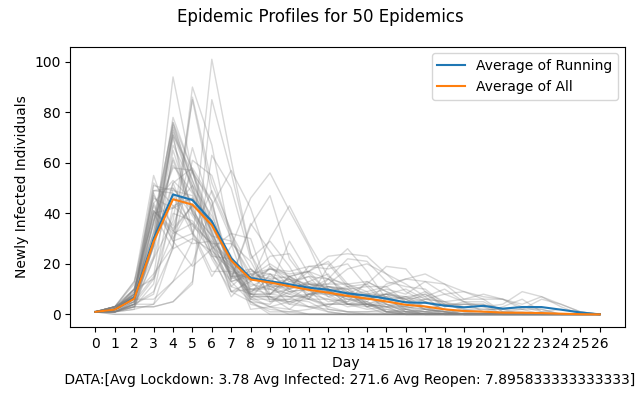 Epidemic Profiles for 50 Epidemics
Average of Running
Average of All
Newly Infected Individuals
100
80
60
40
20
0
0 1 2 3 4 5 6 7 8 9 10 11 12 13 14 15 16 17 18 19 20 21 22 23 24 25 26
Day
DATA:[Avg Lockdown: 3.78 Avg Infected: 271.6 Avg Reopen: 7.895833333333333]